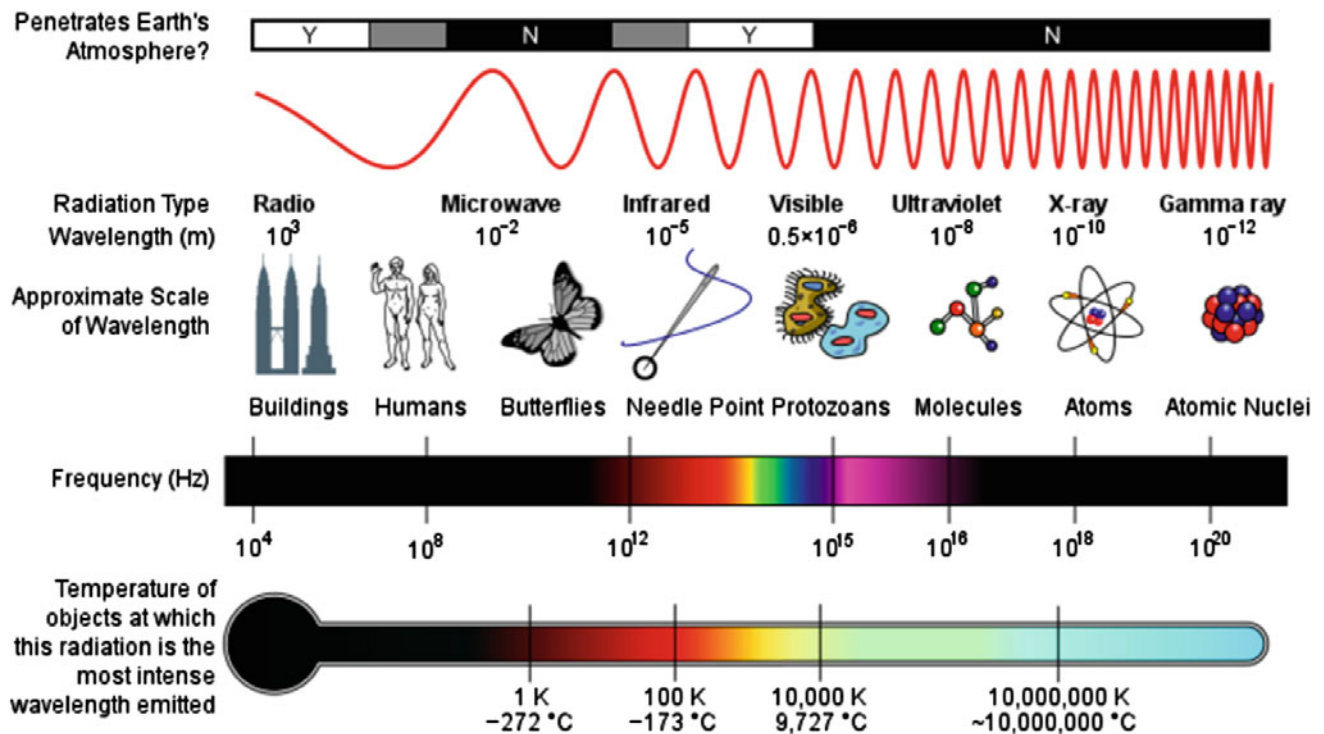 Penetrates Earth's
Atmosphere?
Y N Y N
Radiation Type
Radio Microwave Infrared Visible Ultraviolet X-ray Gamma ray
Wavelength (m)
10³ 10⁻² 10⁻⁵ 0.5×10⁻⁶ 10⁻⁸ 10⁻¹⁰ 10⁻¹²
Approximate Scale
of Wavelength
Buildings Humans Butterflies Needle Point Protozoans Molecules Atoms Atomic Nuclei
Frequency (Hz)
10⁴ 10⁸ 10¹² 10¹⁵ 10¹⁶ 10¹⁸ 10²⁰
Temperature of
objects at which
this radiation is the
most intense
wavelength emitted
1 K 100 K 10,000 K 10,000,000 K
−272 °C −173 °C 9,727 °C ~10,000,000 °C